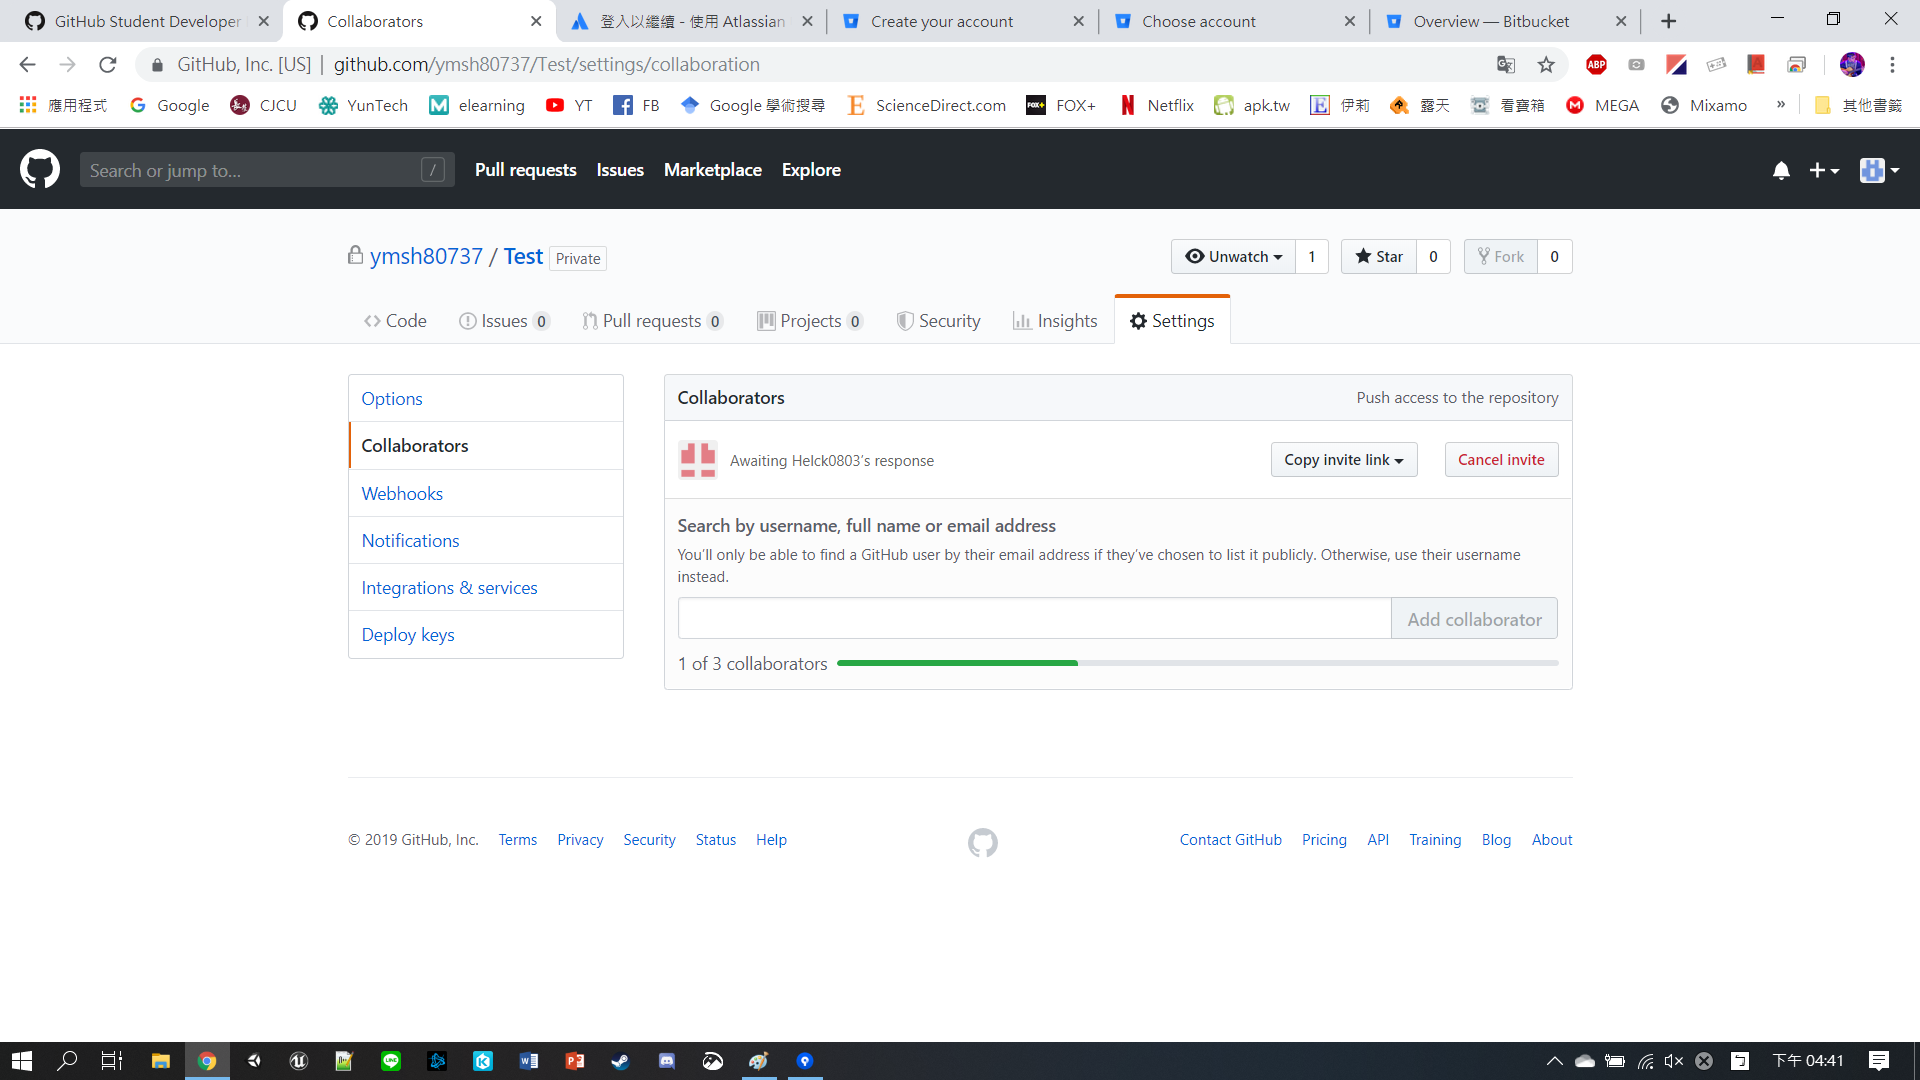 GitHub Student Developer
Collaborators
登入以繼續 - 使用 Atlassian
Create your account
Choose account
Overview — Bitbucket
GitHub, Inc. [US] | github.com/ymsh80737/Test/settings/collaboration
ABP
應用程式 Google CJCU YunTech elearning YT FB Google 學術搜尋 ScienceDirect.com FOX+ Netflix apk.tw 伊莉 露天 看寶箱 MEGA Mixamo » 其他書籤
Search or jump to... /
Pull requests Issues Marketplace Explore
ymsh80737 / Test Private
Unwatch 1 Star 0 Fork 0
Code Issues 0 Pull requests 0 Projects 0 Security Insights Settings
Options
Collaborators
Webhooks
Notifications
Integrations & services
Deploy keys
Collaborators Push access to the repository
Awaiting Helck0803’s response Copy invite link Cancel invite
Search by username, full name or email address
You’ll only be able to find a GitHub user by their email address if they’ve chosen to list it publicly. Otherwise, use their username
instead.
Add collaborator
1 of 3 collaborators
© 2019 GitHub, Inc. Terms Privacy Security Status Help
Contact GitHub Pricing API Training Blog About
下午 04:41